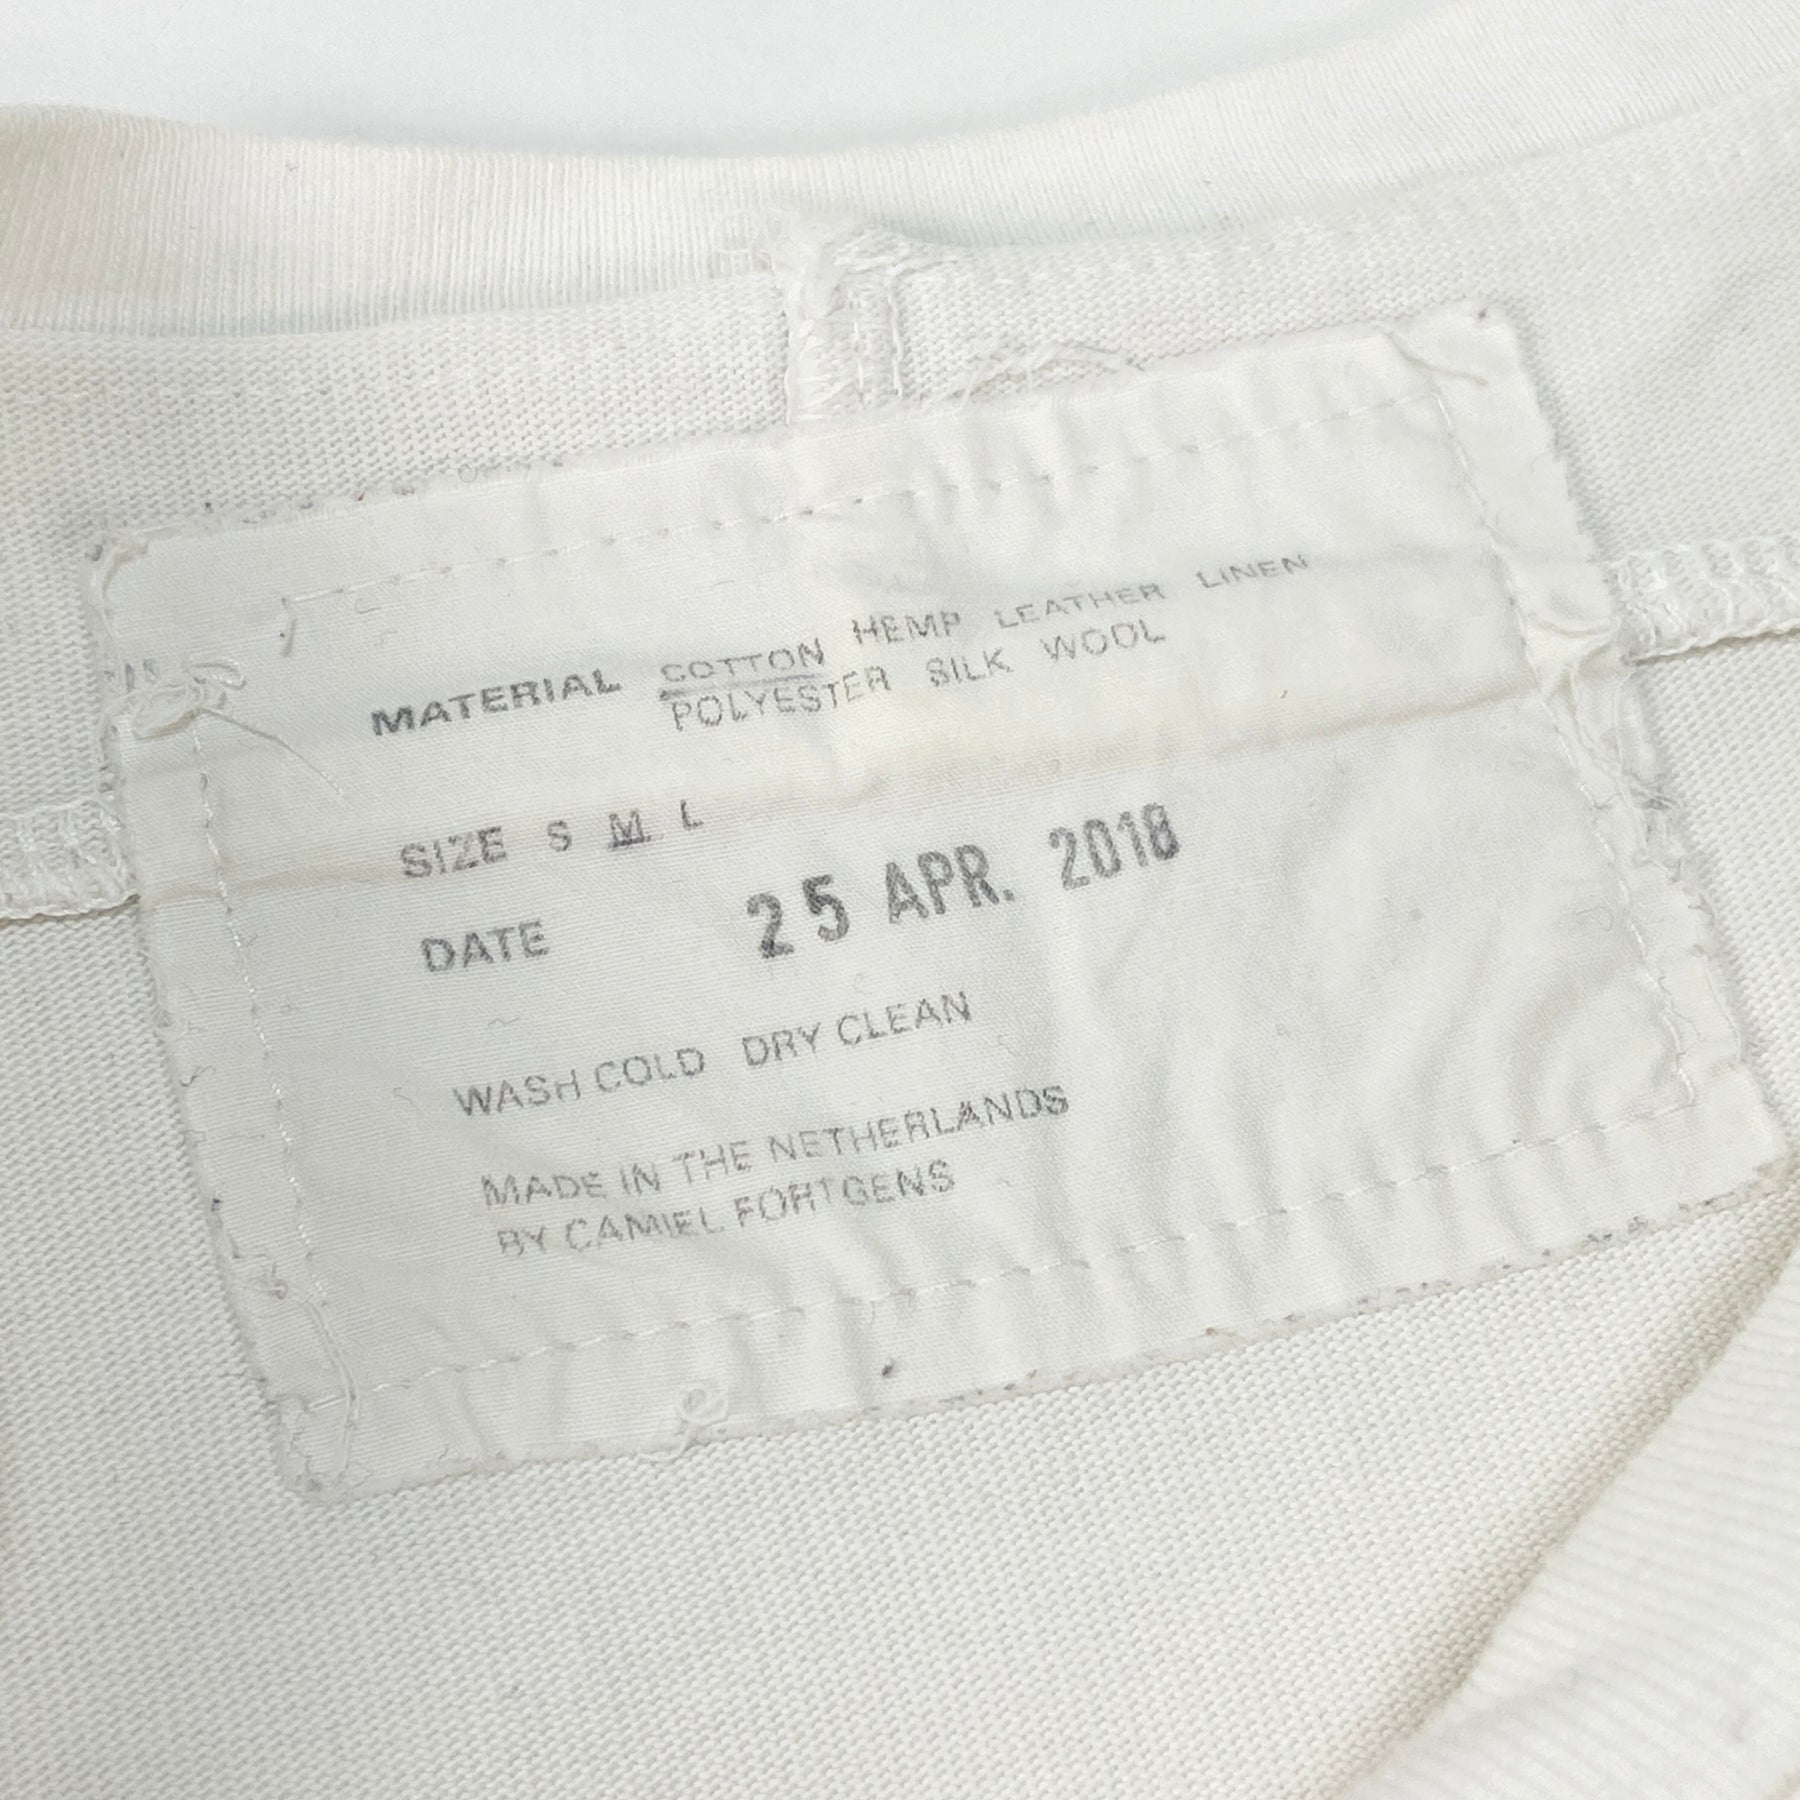 MATERIAL COTTON HEMP LEATHER LINEN
POLYESTER SILK WOOL
SIZE S M L
DATE 25 APR. 2018
WASH COLD DRY CLEAN
MADE IN THE NETHERLANDS
BY CAMIEL FORTGENS